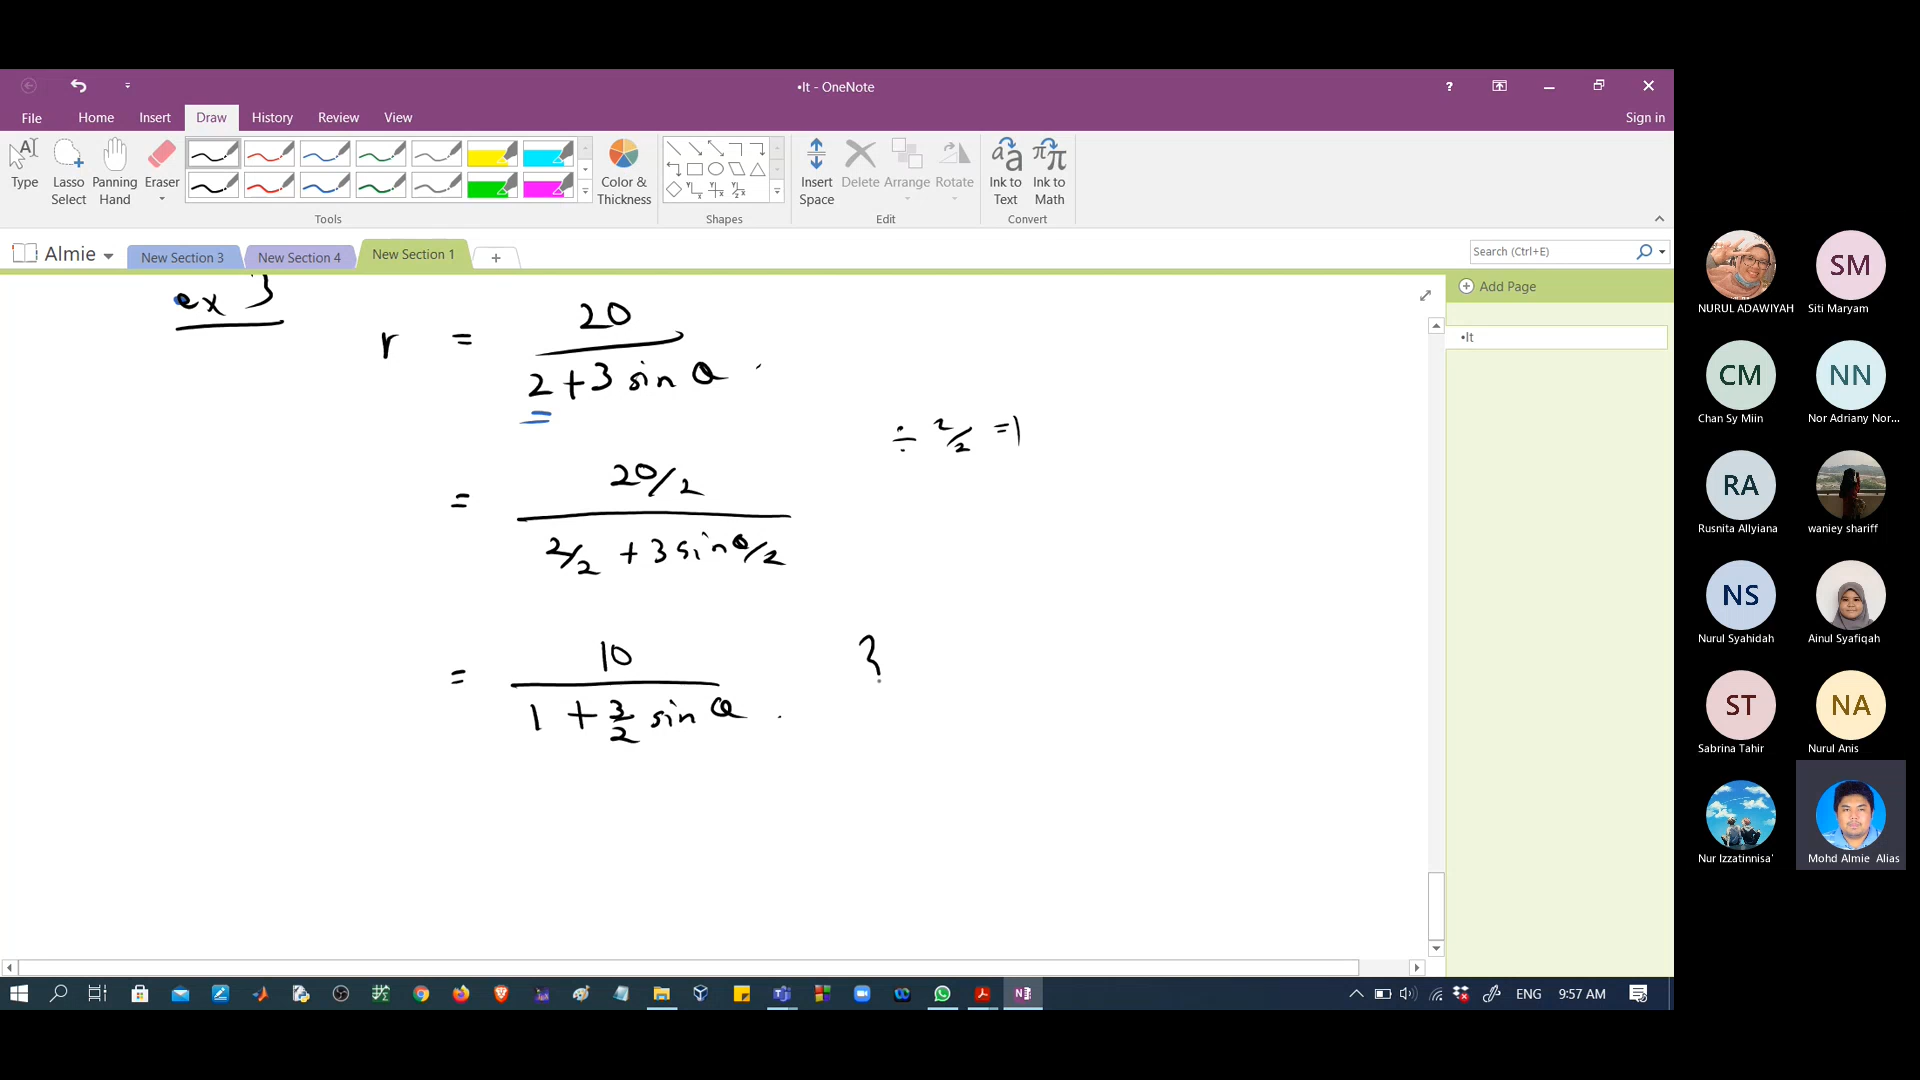 •It - OneNote
?
File Home Insert Draw History Review View Sign in
Type
Lasso Select
Panning Hand
Eraser
Color & Thickness
Insert Space
Delete Arrange Rotate
Ink to Text
Ink to Math
Tools Shapes Edit Convert
Almie New Section 3 New Section 4 New Section 1 + Search (Ctrl+E)
Add Page
•It
ex 3
r = 20 / (2 + 3 sin θ)
÷ 2/2 = 1
= (20/2) / (2/2 + 3 sin θ/2)
= 10 / (1 + 3/2 sin θ) . ?
NURUL ADAWIYAH
SM
Siti Maryam
CM
Chan Sy Miin
NN
Nor Adriany Nor...
RA
Rusnita Allyiana
waniey shariff
NS
Nurul Syahidah
Ainul Syafiqah
ST
Sabrina Tahir
NA
Nurul Anis
Nur Izzatinnisa'
Mohd Almie Alias
ENG 9:57 AM